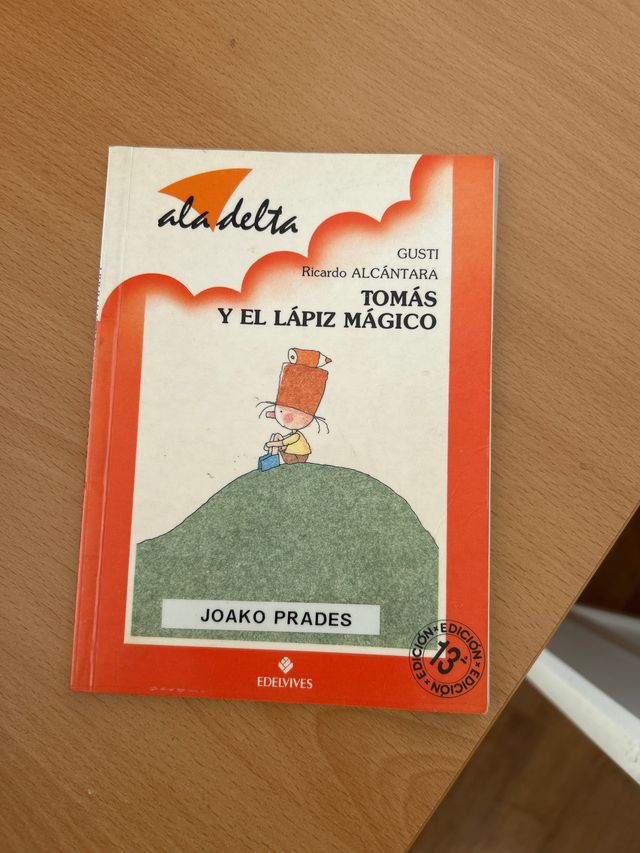 ala delta
GUSTI
Ricardo ALCÁNTARA
TOMÁS
Y EL LÁPIZ MÁGICO
JOAKO PRADES
EDICIÓN × EDICIÓN × EDICIÓN ×
13ª
EDELVIVES